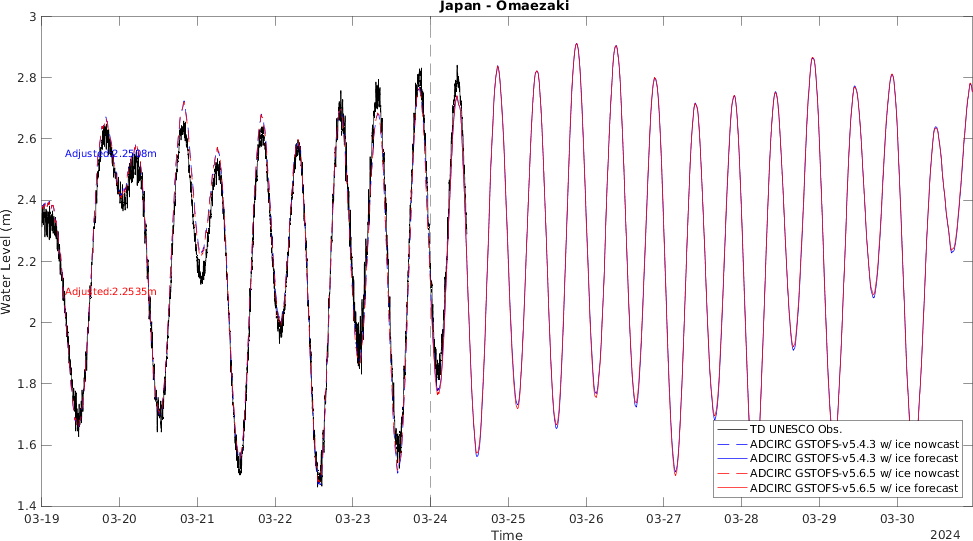 Japan - Omaezaki
Water Level (m)
3
2.8
2.6
2.4
2.2
2
1.8
1.6
1.4
Adjusted:2.2508m
Adjusted:2.2535m
TD UNESCO Obs.
ADCIRC GSTOFS-v5.4.3 w/ ice nowcast
ADCIRC GSTOFS-v5.4.3 w/ ice forecast
ADCIRC GSTOFS-v5.6.5 w/ ice nowcast
ADCIRC GSTOFS-v5.6.5 w/ ice forecast
03-19 03-20 03-21 03-22 03-23 03-24 03-25 03-26 03-27 03-28 03-29 03-30
Time
2024